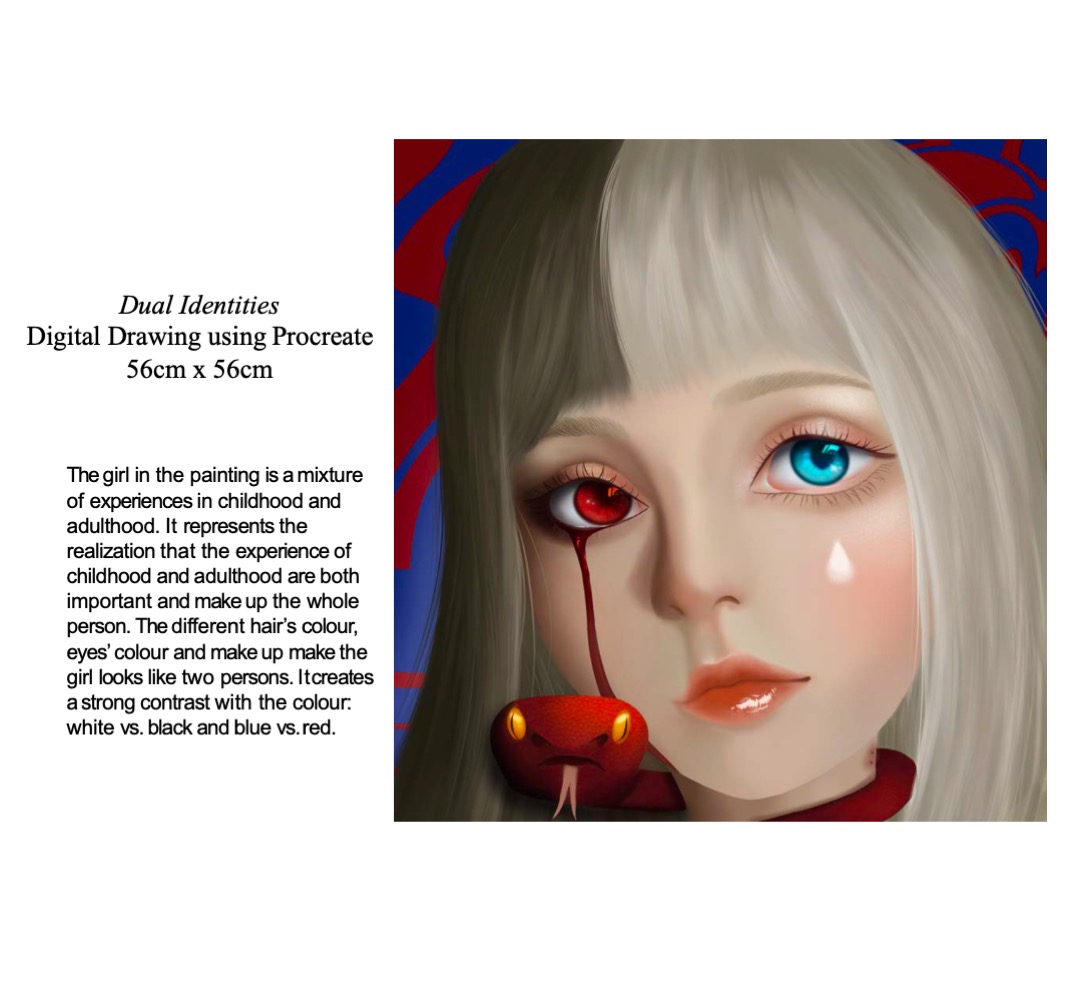 Dual Identities
Digital Drawing using Procreate
56cm x 56cm
The girl in the painting is a mixture
of experiences in childhood and
adulthood. It represents the
realization that the experience of
childhood and adulthood are both
important and make up the whole
person. The different hair's colour,
eyes' colour and make up make the
girl looks like two persons. It creates
a strong contrast with the colour:
white vs. black and blue vs. red.